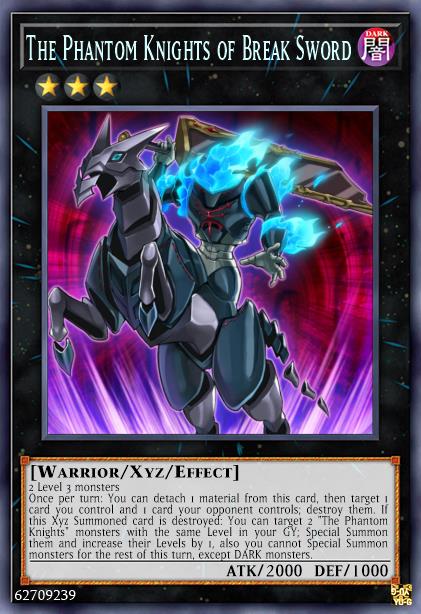 The Phantom Knights of Break Sword
DARK
闇
[Warrior/Xyz/Effect]
2 Level 3 monsters
Once per turn: You can detach 1 material from this card, then target 1
card you control and 1 card your opponent controls; destroy them. If
this Xyz Summoned card is destroyed: You can target 2 "The Phantom
Knights" monsters with the same Level in your GY; Special Summon
them and increase their Levels by 1, also you cannot Special Summon
monsters for the rest of this turn, except DARK monsters.
ATK/2000 DEF/1000
62709239